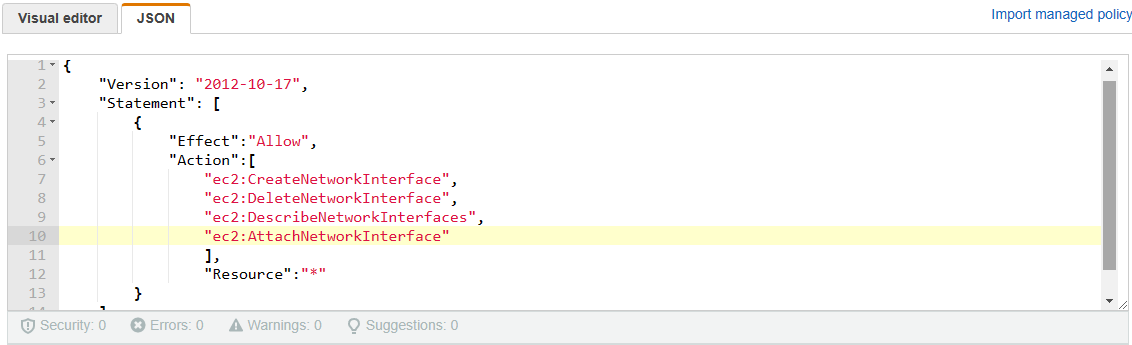 Visual editor JSON Import managed policy
1 {
2 "Version": "2012-10-17",
3 "Statement": [
4 {
5 "Effect":"Allow",
6 "Action":[
7 "ec2:CreateNetworkInterface",
8 "ec2:DeleteNetworkInterface",
9 "ec2:DescribeNetworkInterfaces",
10 "ec2:AttachNetworkInterface"
11 ],
12 "Resource":"*"
13 }
Security: 0 Errors: 0 Warnings: 0 Suggestions: 0